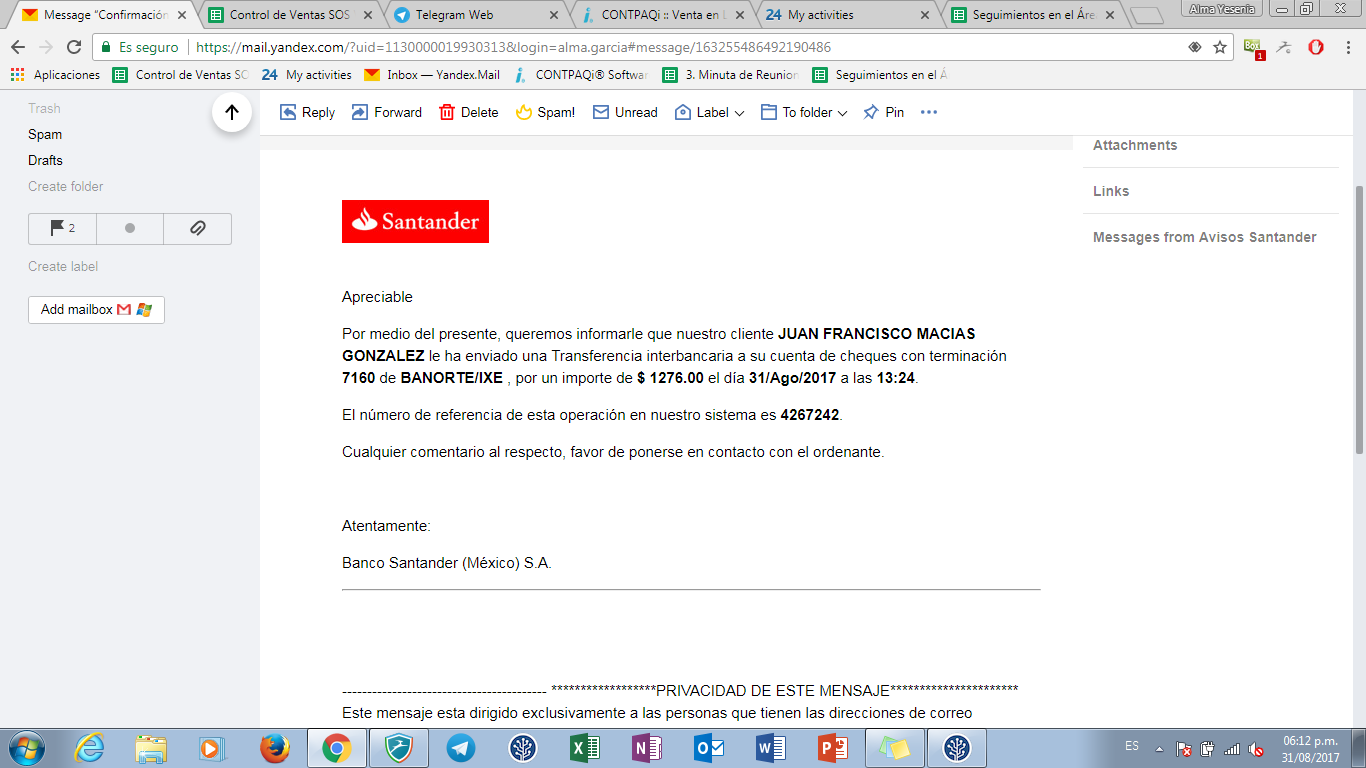 Message "Confirmación
Control de Ventas SOS
Telegram Web
CONTPAQi :: Venta en L
24 My activities
Seguimientos en el Áre
Alma Yesenia
Es seguro
https://mail.yandex.com/?uid=1130000019930313&login=alma.garcia#message/163255486492190486
Box
1
Aplicaciones
Control de Ventas SO
24 My activities
Inbox — Yandex.Mail
CONTPAQi® Softwar
3. Minuta de Reunion
Seguimientos en el Á
Trash
Spam
Drafts
Create folder
2
Create label
Add mailbox
Reply
Forward
Delete
Spam!
Unread
Label
To folder
Pin
Attachments
Links
Messages from Avisos Santander
Santander
Apreciable
Por medio del presente, queremos informarle que nuestro cliente JUAN FRANCISCO MACIAS
GONZALEZ le ha enviado una Transferencia interbancaria a su cuenta de cheques con terminación
7160 de BANORTE/IXE , por un importe de $ 1276.00 el día 31/Ago/2017 a las 13:24.
El número de referencia de esta operación en nuestro sistema es 4267242.
Cualquier comentario al respecto, favor de ponerse en contacto con el ordenante.
Atentamente:
Banco Santander (México) S.A.
----------------------------------------- ******************PRIVACIDAD DE ESTE MENSAJE**********************
Este mensaje esta dirigido exclusivamente a las personas que tienen las direcciones de correo
ES
06:12 p.m.
31/08/2017